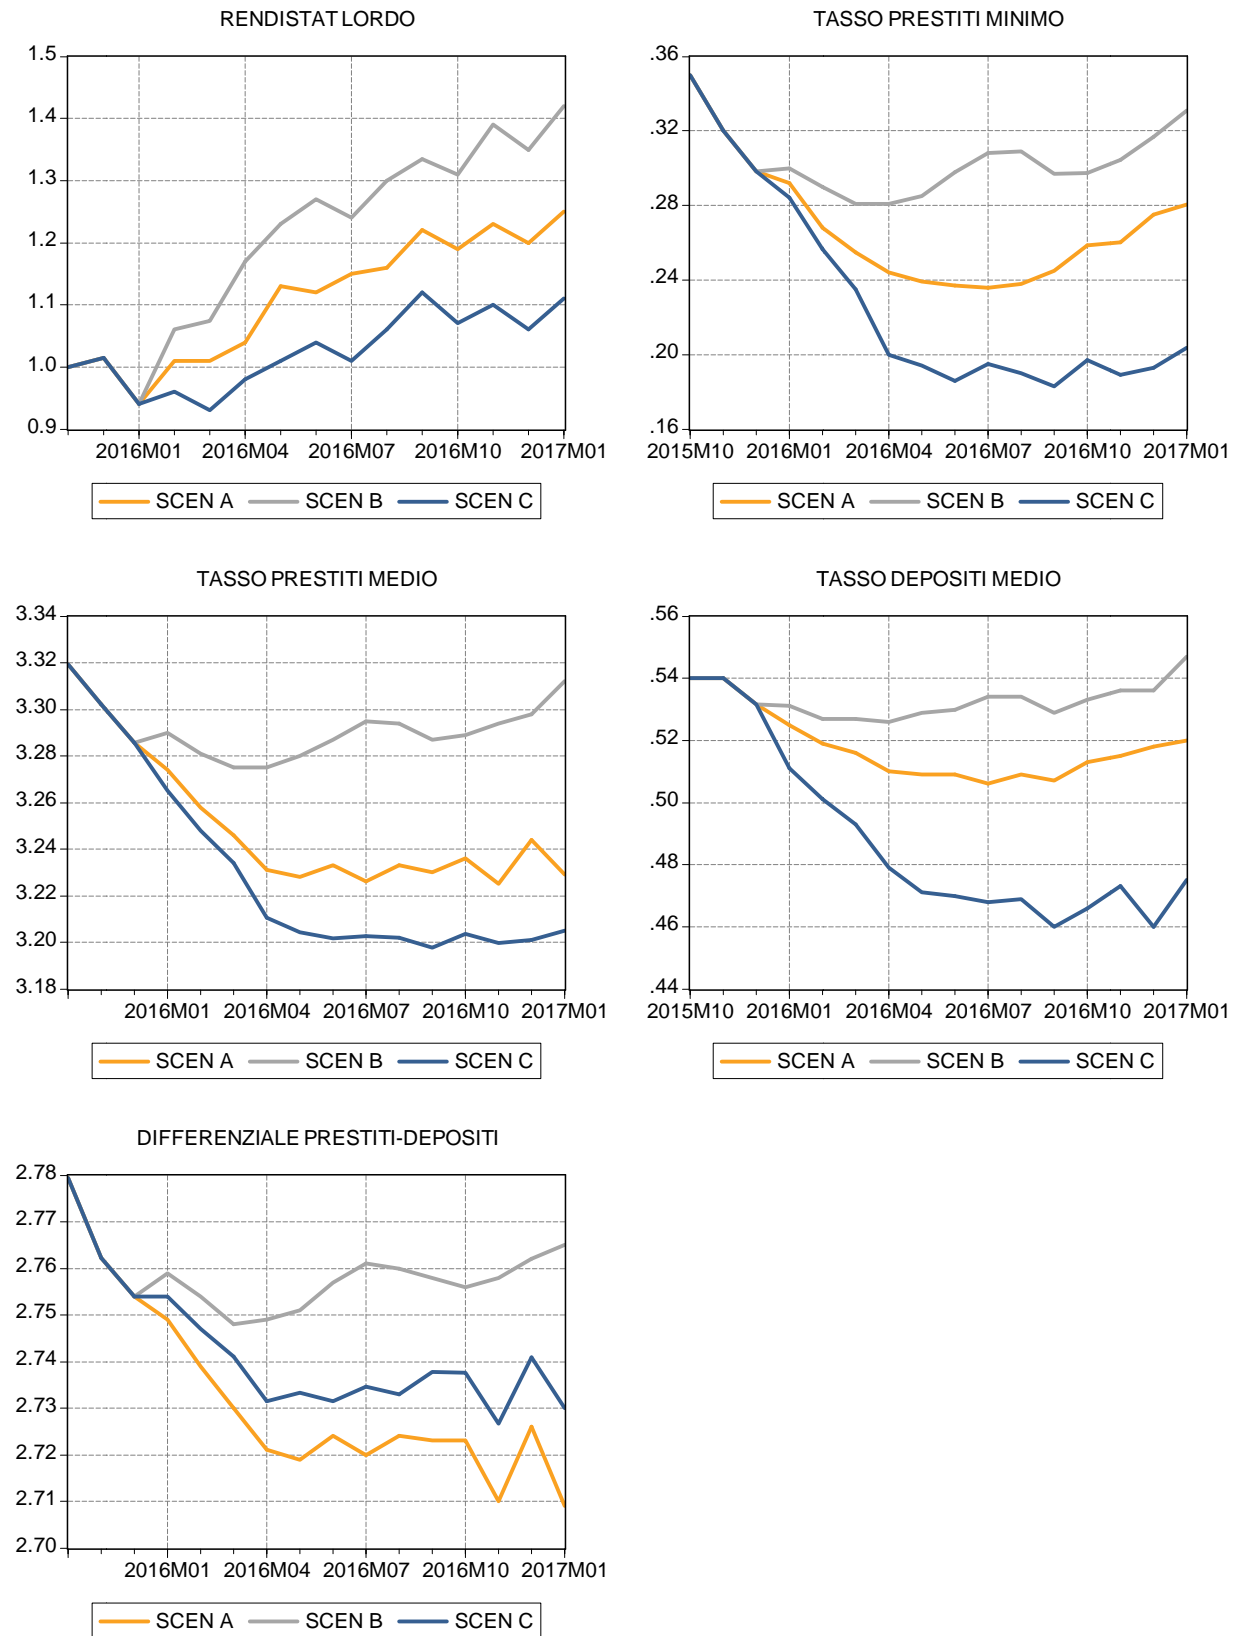 RENDISTAT LORDO
1.5
1.4
1.3
1.2
1.1
1.0
0.9
2016M01 2016M04 2016M07 2016M10 2017M01
SCEN A SCEN B SCEN C
TASSO PRESTITI MINIMO
.36
.32
.28
.24
.20
.16
2015M10 2016M01 2016M04 2016M07 2016M10 2017M01
SCEN A SCEN B SCEN C
TASSO PRESTITI MEDIO
3.34
3.32
3.30
3.28
3.26
3.24
3.22
3.20
3.18
2016M01 2016M04 2016M07 2016M10 2017M01
SCEN A SCEN B SCEN C
TASSO DEPOSITI MEDIO
.56
.54
.52
.50
.48
.46
.44
2015M10 2016M01 2016M04 2016M07 2016M10 2017M01
SCEN A SCEN B SCEN C
DIFFERENZIALE PRESTITI-DEPOSITI
2.78
2.77
2.76
2.75
2.74
2.73
2.72
2.71
2.70
2016M01 2016M04 2016M07 2016M10 2017M01
SCEN A SCEN B SCEN C